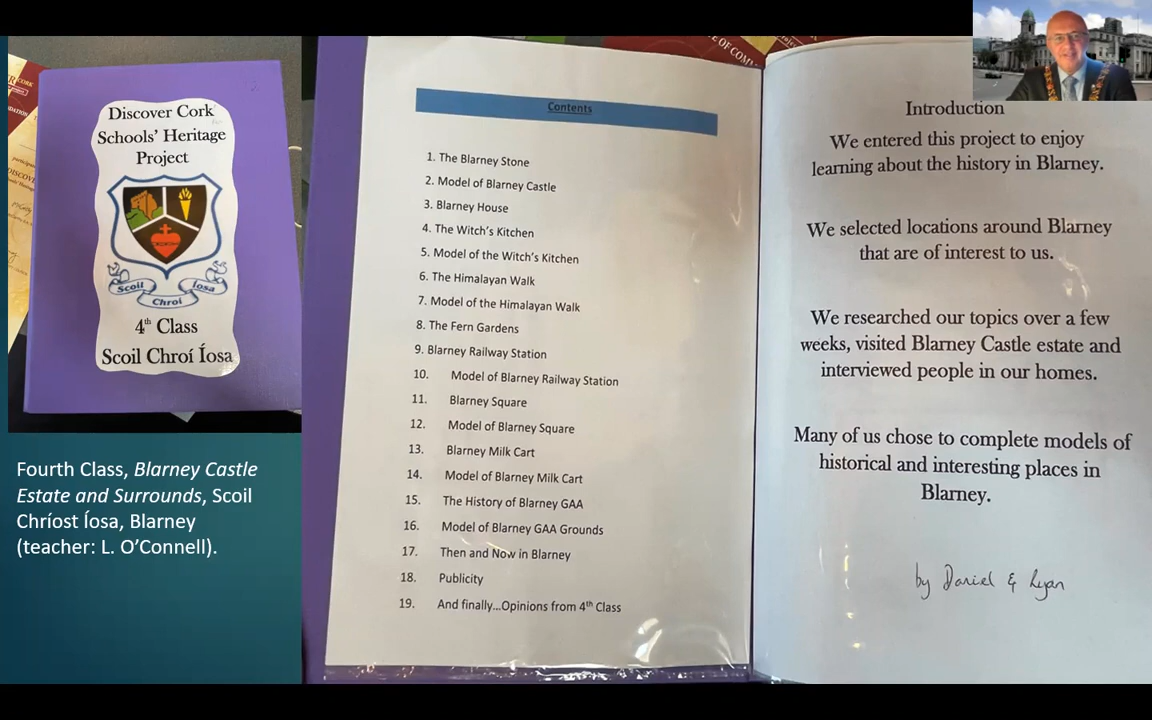 Discover Cork
Schools' Heritage
Project
Scoil
Chroi
Íosa
4th Class
Scoil Chroí Íosa
Fourth Class, Blarney Castle
Estate and Surrounds, Scoil
Chríost Íosa, Blarney
(teacher: L. O'Connell).
Contents
1. The Blarney Stone
2. Model of Blarney Castle
3. Blarney House
4. The Witch's Kitchen
5. Model of the Witch's Kitchen
6. The Himalayan Walk
7. Model of the Himalayan Walk
8. The Fern Gardens
9. Blarney Railway Station
10. Model of Blarney Railway Station
11. Blarney Square
12. Model of Blarney Square
13. Blarney Milk Cart
14. Model of Blarney Milk Cart
15. The History of Blarney GAA
16. Model of Blarney GAA Grounds
17. Then and Now in Blarney
18. Publicity
19. And finally...Opinions from 4th Class
Introduction
We entered this project to enjoy
learning about the history in Blarney.
We selected locations around Blarney
that are of interest to us.
We researched our topics over a few
weeks, visited Blarney Castle estate and
interviewed people in our homes.
Many of us chose to complete models of
historical and interesting places in
Blarney.
by Daniel & Ryan